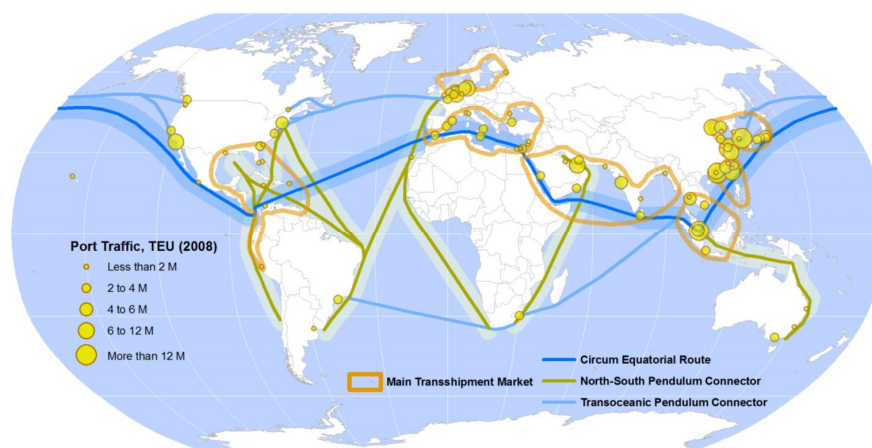 Port Traffic, TEU (2008)
Less than 2 M
2 to 4 M
4 to 6 M
6 to 12 M
More than 12 M
Main Transshipment Market
Circum Equatorial Route
North-South Pendulum Connector
Transoceanic Pendulum Connector